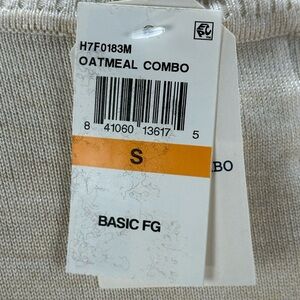 H7F0183M
OATMEAL COMBO
8 41060 13617 5
S
BO
BASIC FG